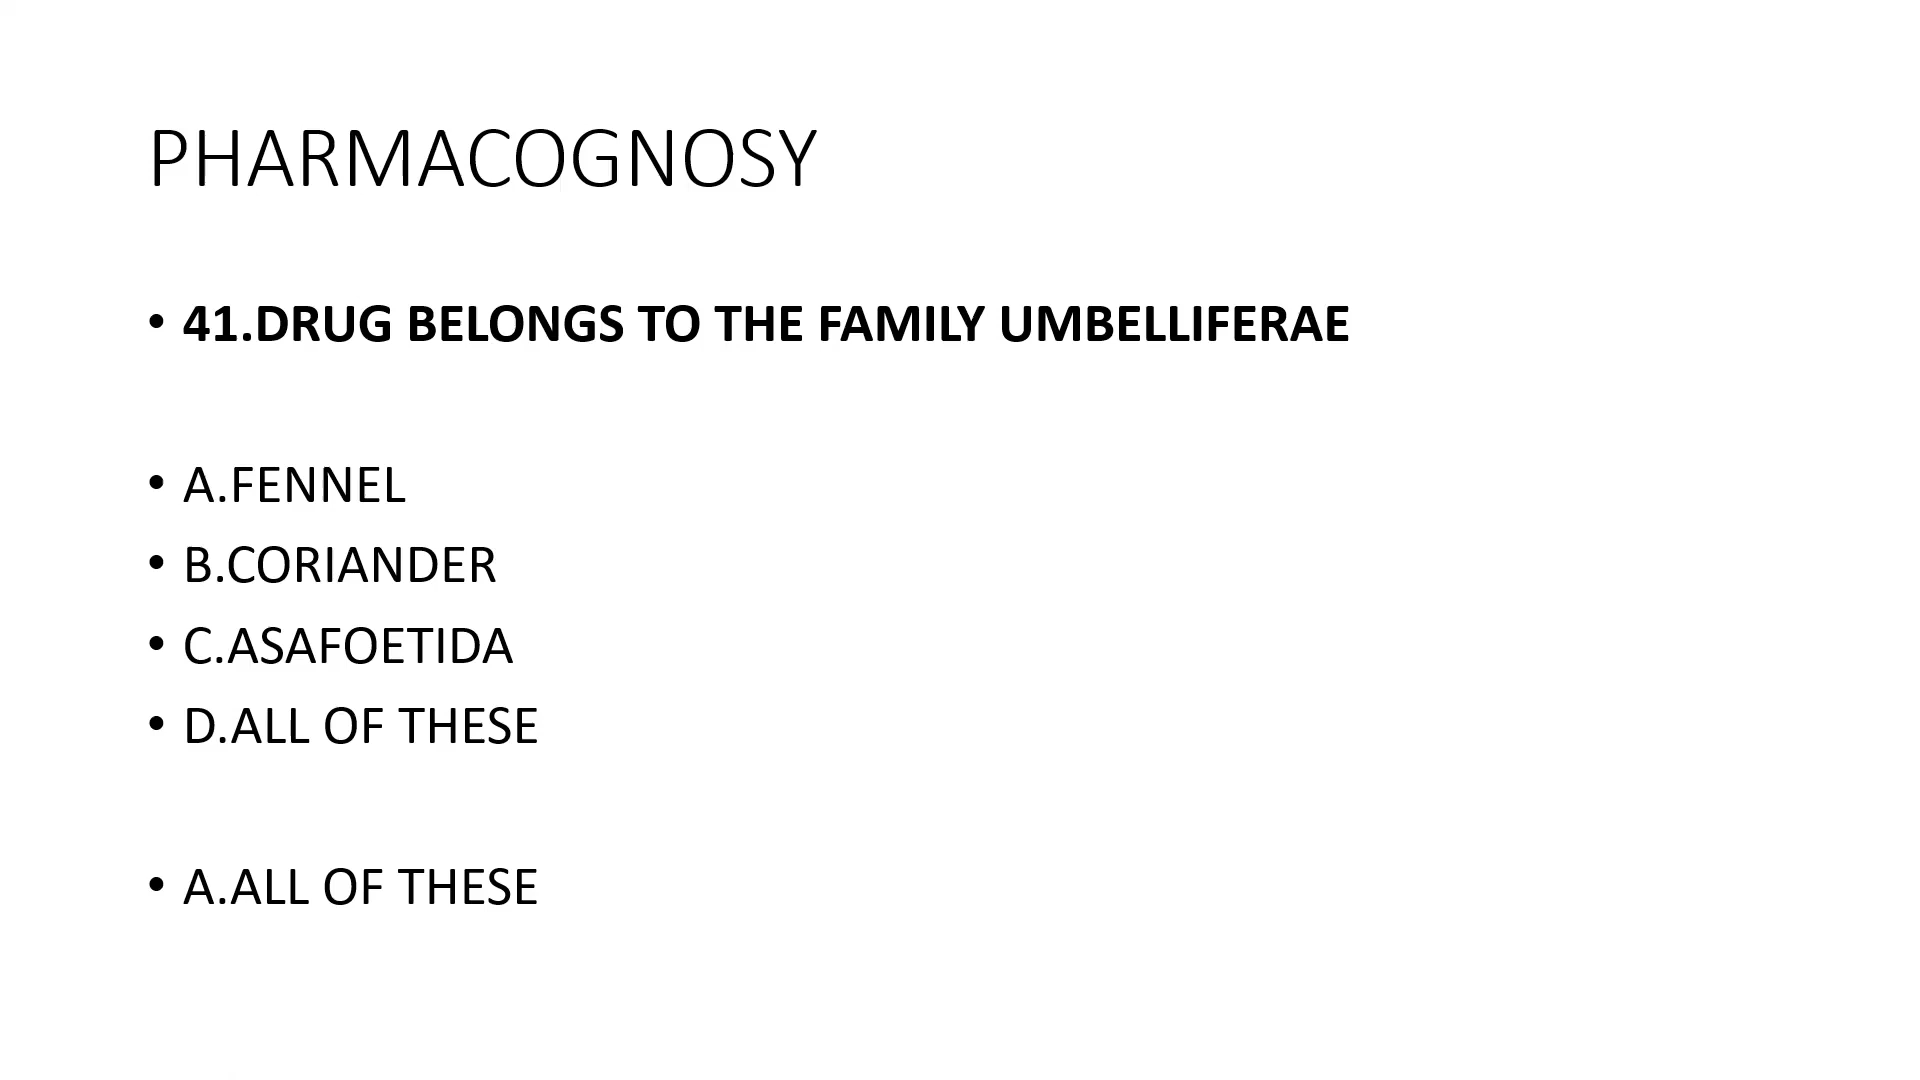 PHARMACOGNOSY
• 41.DRUG BELONGS TO THE FAMILY UMBELLIFERAE
• A.FENNEL
• B.CORIANDER
• C.ASAFOETIDA
• D.ALL OF THESE
• A.ALL OF THESE